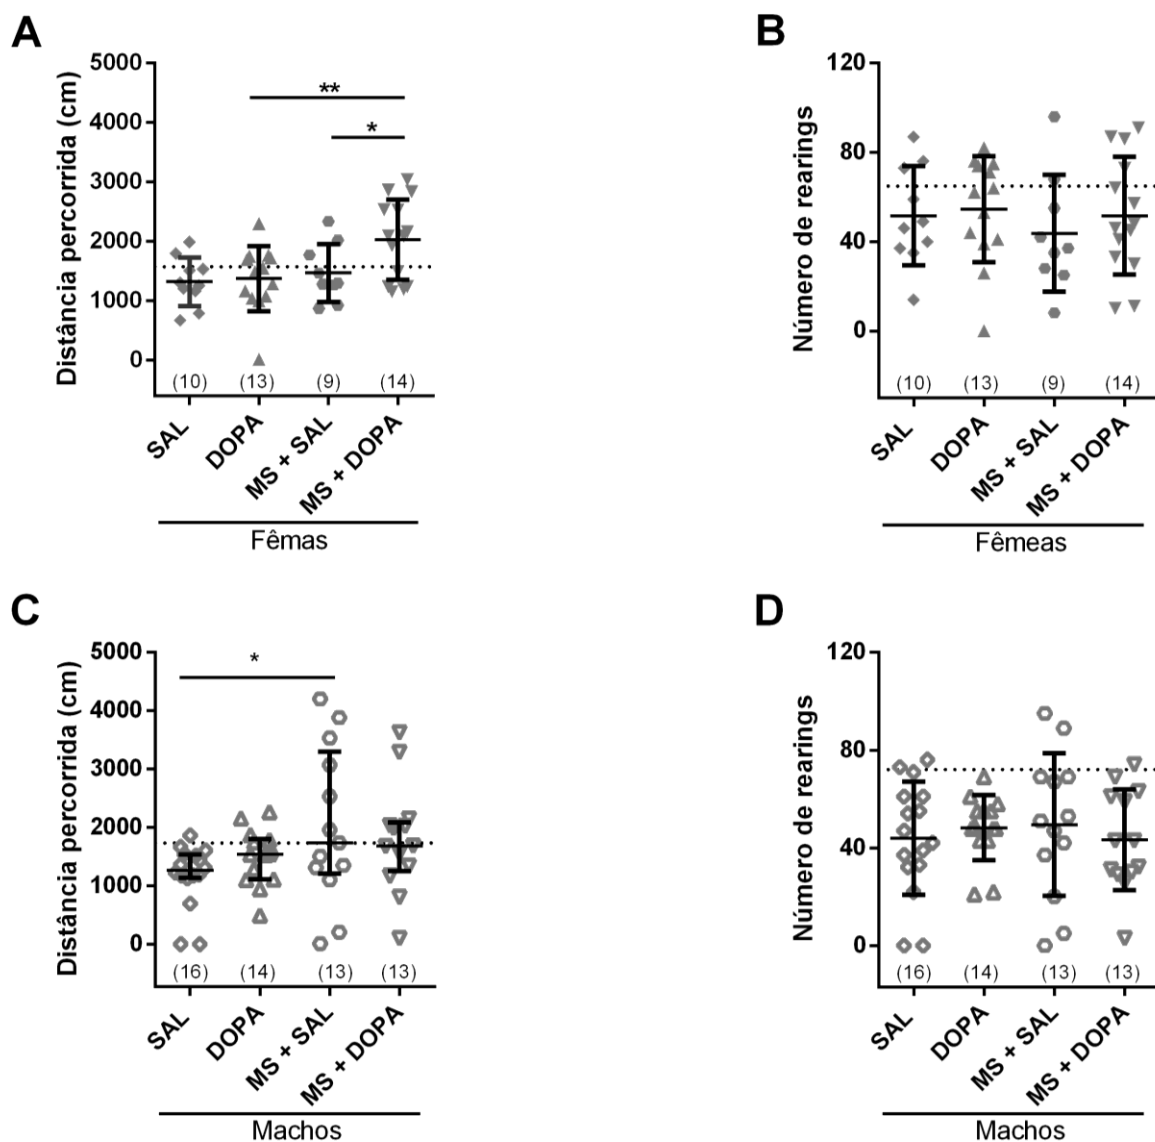 A
Distância percorrida (cm)
5000
4000
3000
2000
1000
0
**
*
(10) (13) (9) (14)
SAL
DOPA
MS + SAL
MS + DOPA
Fêmas
B
Número de rearings
120
80
40
0
(10) (13) (9) (14)
SAL
DOPA
MS + SAL
MS + DOPA
Fêmeas
C
Distância percorrida (cm)
5000
4000
3000
2000
1000
0
*
(16) (14) (13) (13)
SAL
DOPA
MS + SAL
MS + DOPA
Machos
D
Número de rearings
120
80
40
0
(16) (14) (13) (13)
SAL
DOPA
MS + SAL
MS + DOPA
Machos